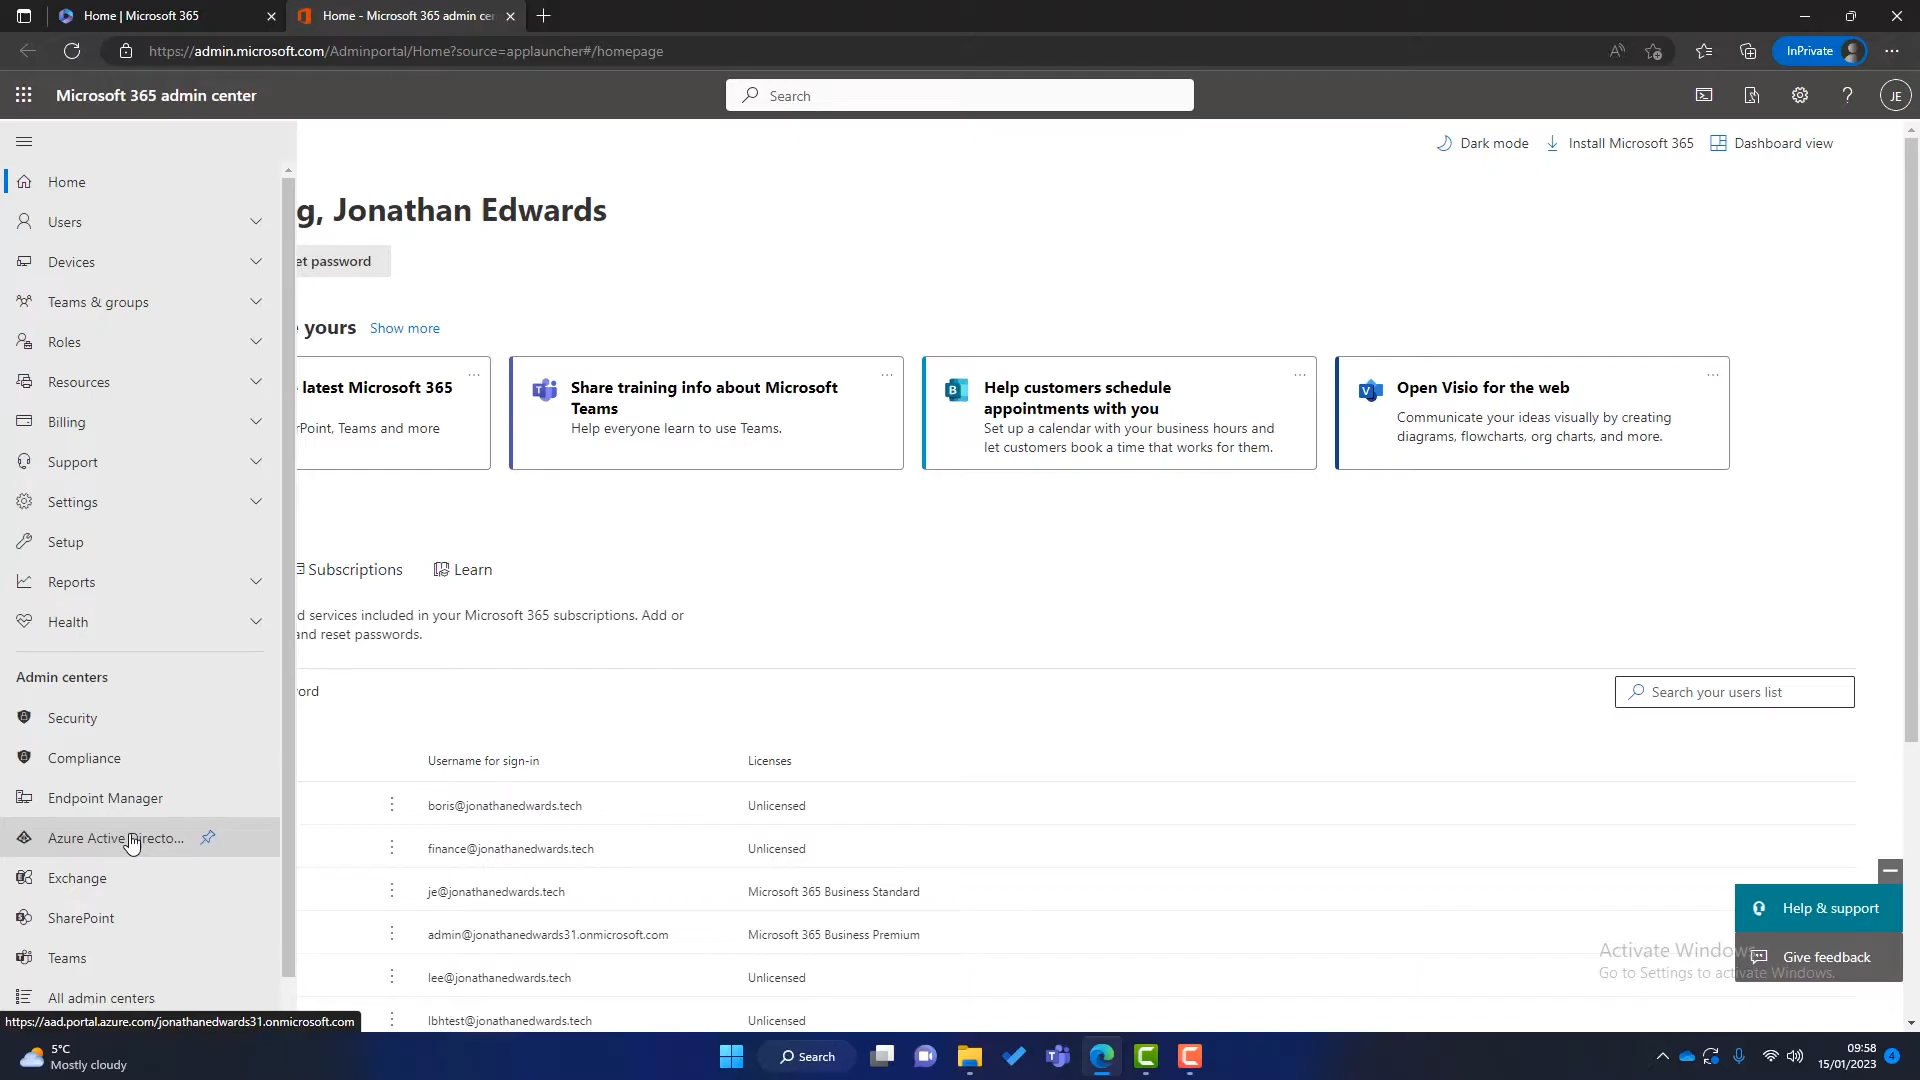 Home | Microsoft 365
Home - Microsoft 365 admin cer
https://admin.microsoft.com/Adminportal/Home?source=applauncher#/homepage
InPrivate
Microsoft 365 admin center
Search
JE
Dark mode
Install Microsoft 365
Dashboard view
Home
Users
Devices
Teams & groups
Roles
Resources
Billing
Support
Settings
Setup
Reports
Health
Admin centers
Security
Compliance
Endpoint Manager
Azure Active Directo...
Exchange
SharePoint
Teams
All admin centers
https://aad.portal.azure.com/jonathanedwards31.onmicrosoft.com
g, Jonathan Edwards
et password
yours
Show more
latest Microsoft 365
rPoint, Teams and more
Share training info about Microsoft
Teams
Help everyone learn to use Teams.
Help customers schedule
appointments with you
Set up a calendar with your business hours and
let customers book a time that works for them.
Open Visio for the web
Communicate your ideas visually by creating
diagrams, flowcharts, org charts, and more.
Subscriptions
Learn
d services included in your Microsoft 365 subscriptions. Add or
and reset passwords.
ord
Search your users list
Username for sign-in
Licenses
boris@jonathanedwards.tech
Unlicensed
finance@jonathanedwards.tech
Unlicensed
je@jonathanedwards.tech
Microsoft 365 Business Standard
admin@jonathanedwards31.onmicrosoft.com
Microsoft 365 Business Premium
lee@jonathanedwards.tech
Unlicensed
lbhtest@jonathanedwards.tech
Unlicensed
Help & support
Give feedback
Activate Windows
Go to Settings to activate Windows.
5°C
Mostly cloudy
Search
09:58
15/01/2023
4